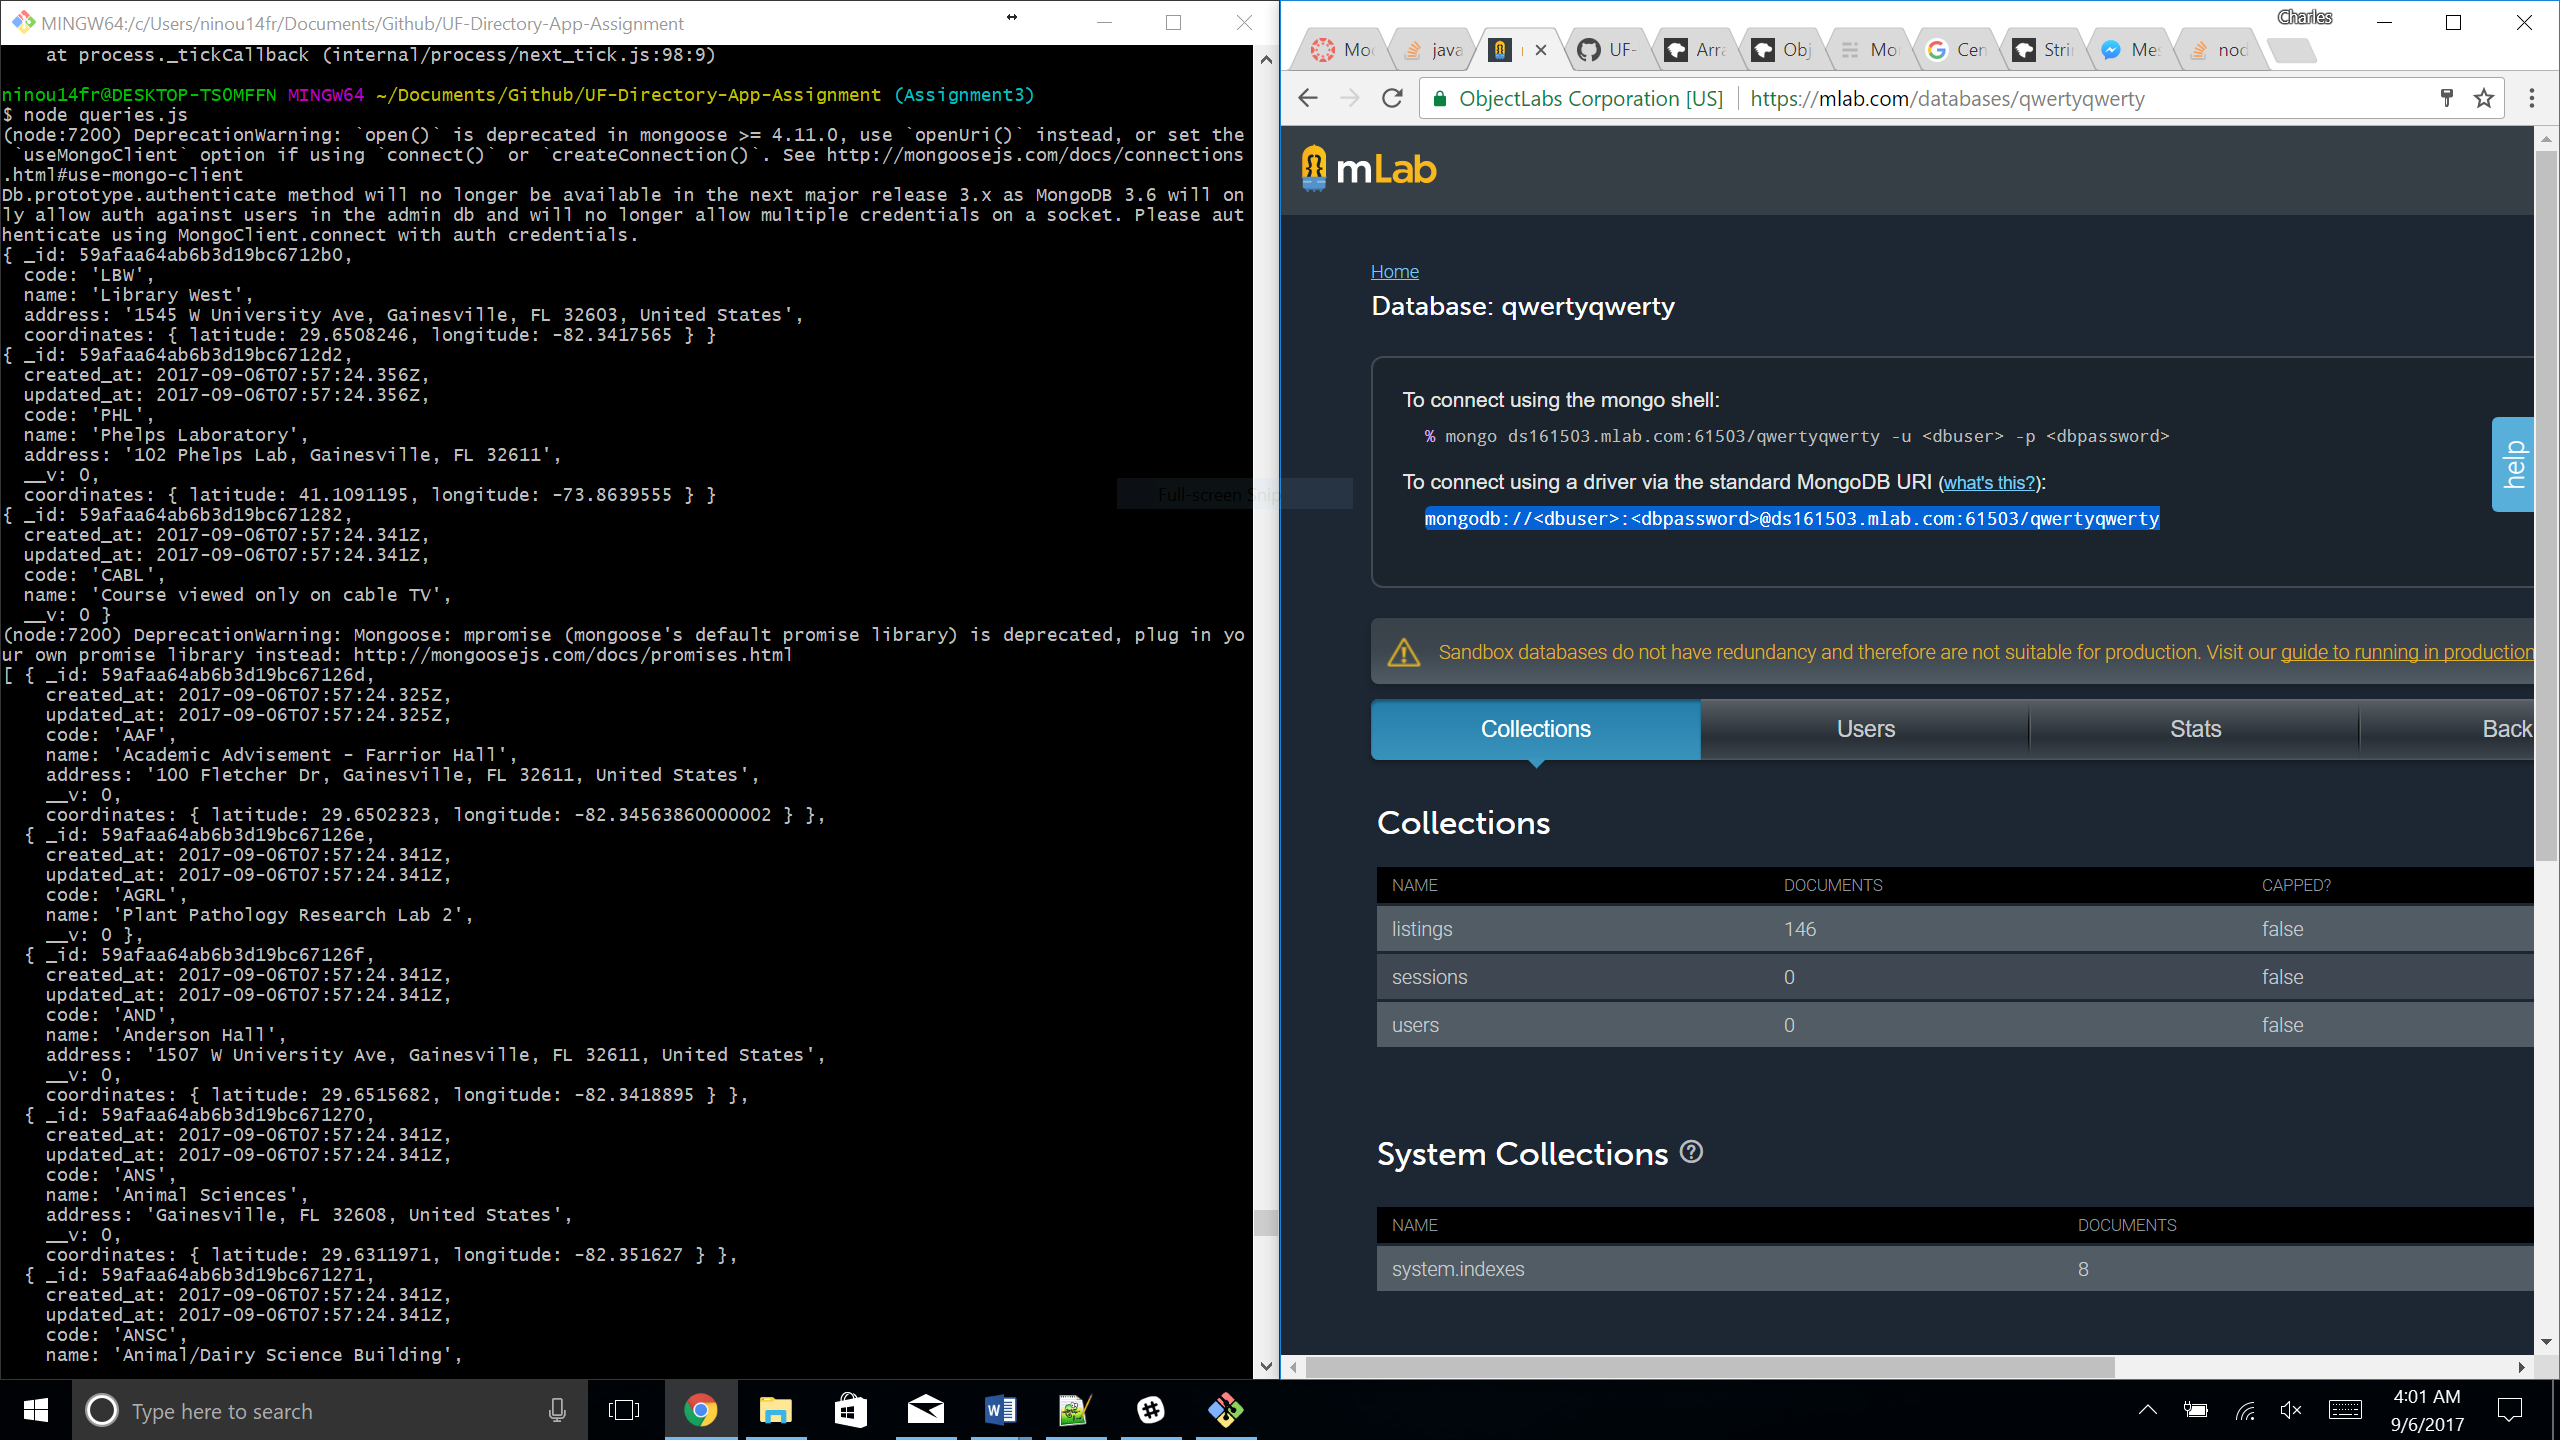 MINGW64:/c/Users/ninou14fr/Documents/Github/UF-Directory-App-Assignment
    at process._tickCallback (internal/process/next_tick.js:98:9)
ninou14fr@DESKTOP-TS0MFFN MINGW64 ~/Documents/Github/UF-Directory-App-Assignment (Assignment3)
$ node queries.js
(node:7200) DeprecationWarning: `open()` is deprecated in mongoose >= 4.11.0, use `openUri()` instead, or set the
 `useMongoClient` option if using `connect()` or `createConnection()`. See http://mongoosejs.com/docs/connections
.html#use-mongo-client
Db.prototype.authenticate method will no longer be available in the next major release 3.x as MongoDB 3.6 will on
ly allow auth against users in the admin db and will no longer allow multiple credentials on a socket. Please aut
henticate using MongoClient.connect with auth credentials.
{ _id: 59afaa64ab6b3d19bc6712b0,
  code: 'LBW',
  name: 'Library West',
  address: '1545 W University Ave, Gainesville, FL 32603, United States',
  coordinates: { latitude: 29.6508246, longitude: -82.3417565 } }
{ _id: 59afaa64ab6b3d19bc6712d2,
  created_at: 2017-09-06T07:57:24.356Z,
  updated_at: 2017-09-06T07:57:24.356Z,
  code: 'PHL',
  name: 'Phelps Laboratory',
  address: '102 Phelps Lab, Gainesville, FL 32611',
  __v: 0,
  coordinates: { latitude: 41.1091195, longitude: -73.8639555 } }
{ _id: 59afaa64ab6b3d19bc671282,
  created_at: 2017-09-06T07:57:24.341Z,
  updated_at: 2017-09-06T07:57:24.341Z,
  code: 'CABL',
  name: 'Course viewed only on cable TV',
  __v: 0 }
(node:7200) DeprecationWarning: Mongoose: mpromise (mongoose's default promise library) is deprecated, plug in yo
ur own promise library instead: http://mongoosejs.com/docs/promises.html
[ { _id: 59afaa64ab6b3d19bc67126d,
    created_at: 2017-09-06T07:57:24.325Z,
    updated_at: 2017-09-06T07:57:24.325Z,
    code: 'AAF',
    name: 'Academic Advisement - Farrior Hall',
    address: '100 Fletcher Dr, Gainesville, FL 32611, United States',
    __v: 0,
    coordinates: { latitude: 29.6502323, longitude: -82.34563860000002 } },
  { _id: 59afaa64ab6b3d19bc67126e,
    created_at: 2017-09-06T07:57:24.341Z,
    updated_at: 2017-09-06T07:57:24.341Z,
    code: 'AGRL',
    name: 'Plant Pathology Research Lab 2',
    __v: 0 },
  { _id: 59afaa64ab6b3d19bc67126f,
    created_at: 2017-09-06T07:57:24.341Z,
    updated_at: 2017-09-06T07:57:24.341Z,
    code: 'AND',
    name: 'Anderson Hall',
    address: '1507 W University Ave, Gainesville, FL 32611, United States',
    __v: 0,
    coordinates: { latitude: 29.6515682, longitude: -82.3418895 } },
  { _id: 59afaa64ab6b3d19bc671270,
    created_at: 2017-09-06T07:57:24.341Z,
    updated_at: 2017-09-06T07:57:24.341Z,
    code: 'ANS',
    name: 'Animal Sciences',
    address: 'Gainesville, FL 32608, United States',
    __v: 0,
    coordinates: { latitude: 29.6311971, longitude: -82.351627 } },
  { _id: 59afaa64ab6b3d19bc671271,
    created_at: 2017-09-06T07:57:24.341Z,
    updated_at: 2017-09-06T07:57:24.341Z,
    code: 'ANSC',
    name: 'Animal/Dairy Science Building',
Full-screen Snip
Charles
Moc java UF- Arra Obj Mon Cen Stri Mes nod
ObjectLabs Corporation [US] https://mlab.com/databases/qwertyqwerty
mLab
Home
Database: qwertyqwerty
To connect using the mongo shell:
% mongo ds161503.mlab.com:61503/qwertyqwerty -u <dbuser> -p <dbpassword>
To connect using a driver via the standard MongoDB URI (what's this?):
mongodb://<dbuser>:<dbpassword>@ds161503.mlab.com:61503/qwertyqwerty
help
Sandbox databases do not have redundancy and therefore are not suitable for production. Visit our guide to running in production
Collections Users Stats Back
Collections
NAME DOCUMENTS CAPPED?
listings 146 false
sessions 0 false
users 0 false
System Collections ?
NAME DOCUMENTS
system.indexes 8
Type here to search
4:01 AM
9/6/2017